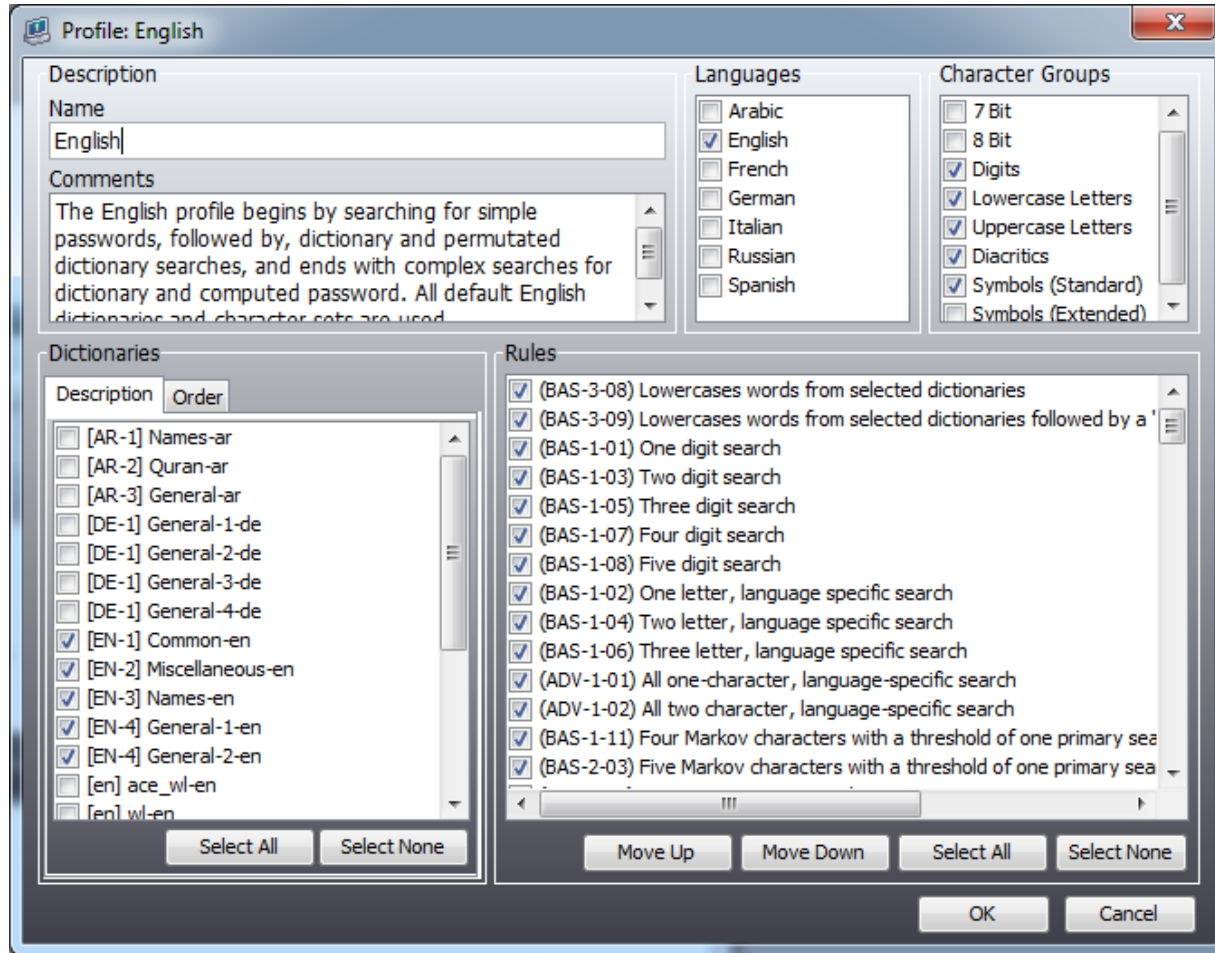 Profile: English
Description
Name
English
Comments
The English profile begins by searching for simple
passwords, followed by, dictionary and permutated
dictionary searches, and ends with complex searches for
dictionary and computed password. All default English
dictionaries and character sets are used
Languages
Arabic
English
French
German
Italian
Russian
Spanish
Character Groups
7 Bit
8 Bit
Digits
Lowercase Letters
Uppercase Letters
Diacritics
Symbols (Standard)
Symbols (Extended)
Dictionaries
Description
Order
[AR-1] Names-ar
[AR-2] Quran-ar
[AR-3] General-ar
[DE-1] General-1-de
[DE-1] General-2-de
[DE-1] General-3-de
[DE-1] General-4-de
[EN-1] Common-en
[EN-2] Miscellaneous-en
[EN-3] Names-en
[EN-4] General-1-en
[EN-4] General-2-en
[en] ace_wl-en
[en] wl-en
Select All
Select None
Rules
(BAS-3-08) Lowercases words from selected dictionaries
(BAS-3-09) Lowercases words from selected dictionaries followed by a '
(BAS-1-01) One digit search
(BAS-1-03) Two digit search
(BAS-1-05) Three digit search
(BAS-1-07) Four digit search
(BAS-1-08) Five digit search
(BAS-1-02) One letter, language specific search
(BAS-1-04) Two letter, language specific search
(BAS-1-06) Three letter, language specific search
(ADV-1-01) All one-character, language-specific search
(ADV-1-02) All two character, language-specific search
(BAS-1-11) Four Markov characters with a threshold of one primary sea
(BAS-2-03) Five Markov characters with a threshold of one primary sea
Move Up
Move Down
Select All
Select None
OK
Cancel